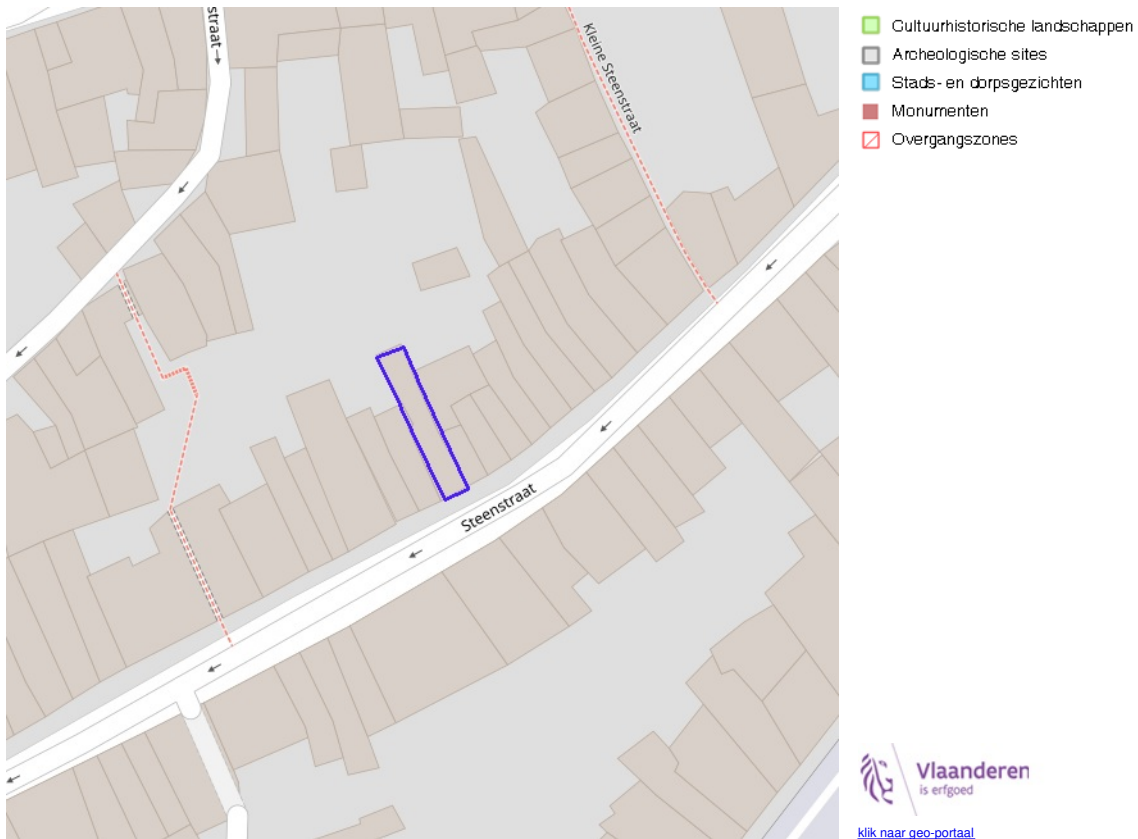 straat
Kleine Steenstraat
Steenstraat
Cultuurhistorische landschappen
Archeologische sites
Stads- en dorpsgezichten
Monumenten
Overgangszones
Vlaanderen
is erfgoed
klik naar geo-portaal